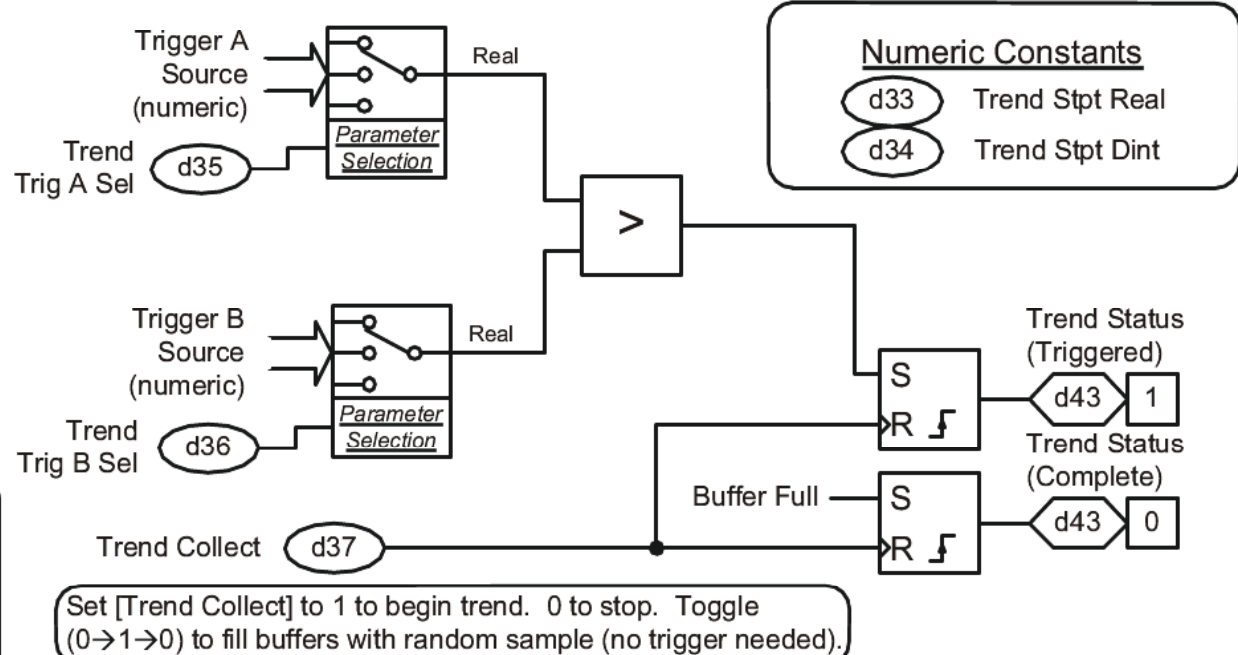 Trigger A
Source
(numeric)
Real
Parameter
Selection
Trend
Trig A Sel
d35
Numeric Constants
d33 Trend Stpt Real
d34 Trend Stpt Dint
>
Trigger B
Source
(numeric)
Real
Parameter
Selection
Trend
Trig B Sel
d36
Trend Status
(Triggered)
S
R
d43 1
Trend Status
(Complete)
Buffer Full
S
R
d43 0
Trend Collect d37
Set [Trend Collect] to 1 to begin trend. 0 to stop. Toggle
(0→1→0) to fill buffers with random sample (no trigger needed).